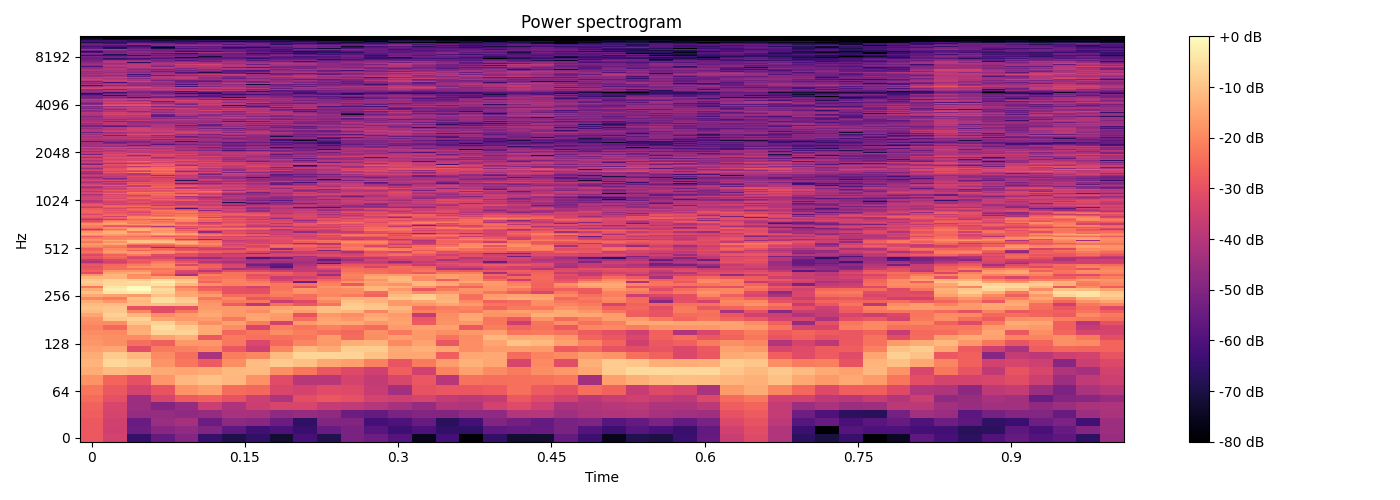 Power spectrogram
Hz
8192
4096
2048
1024
512
256
128
64
0
0 0.15 0.3 0.45 0.6 0.75 0.9
Time
+0 dB
-10 dB
-20 dB
-30 dB
-40 dB
-50 dB
-60 dB
-70 dB
-80 dB